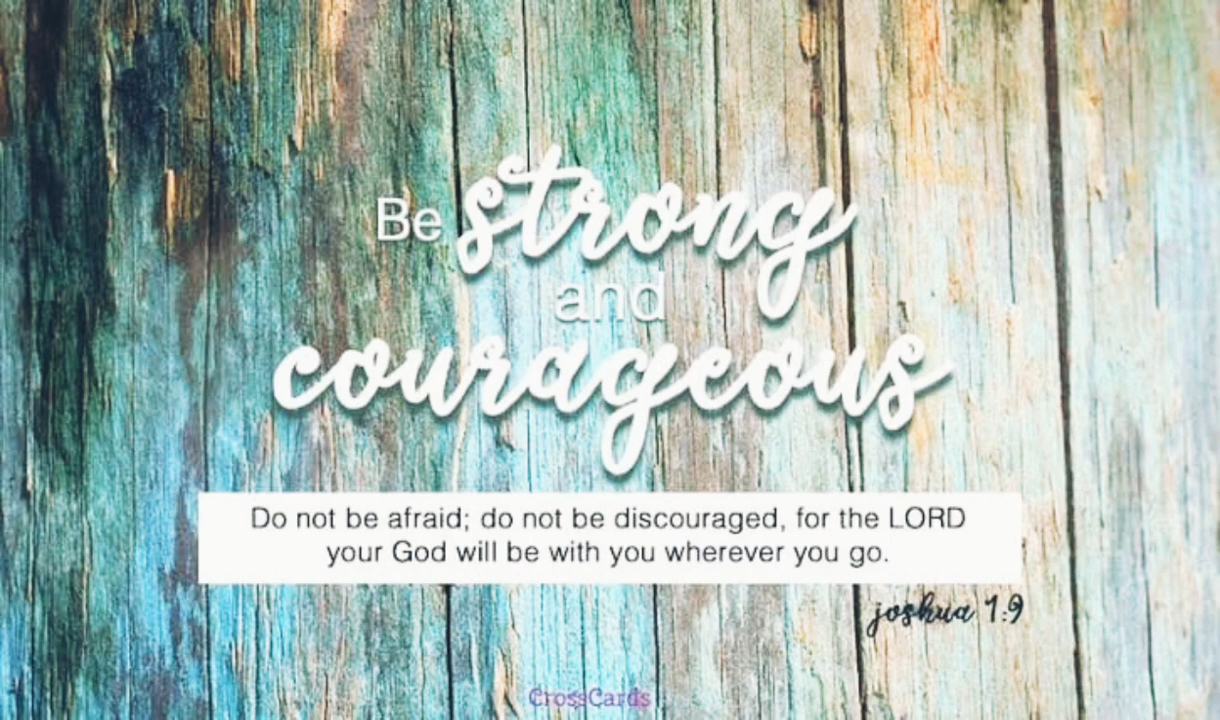 Be strong
and
courageous
Do not be afraid; do not be discouraged, for the LORD
your God will be with you wherever you go.
joshua 1:9
CrossCards